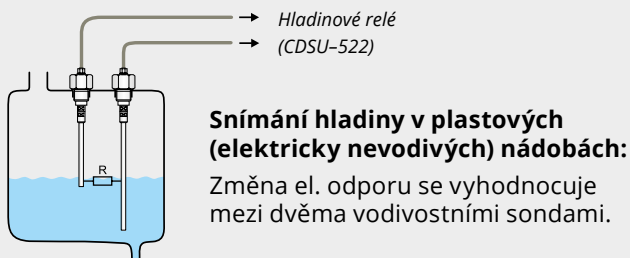 Hladinové relé
(CDSU–522)
R
Snímání hladiny v plastových
(elektricky nevodivých) nádobách:
Změna el. odporu se vyhodnocuje
mezi dvěma vodivostními sondami.